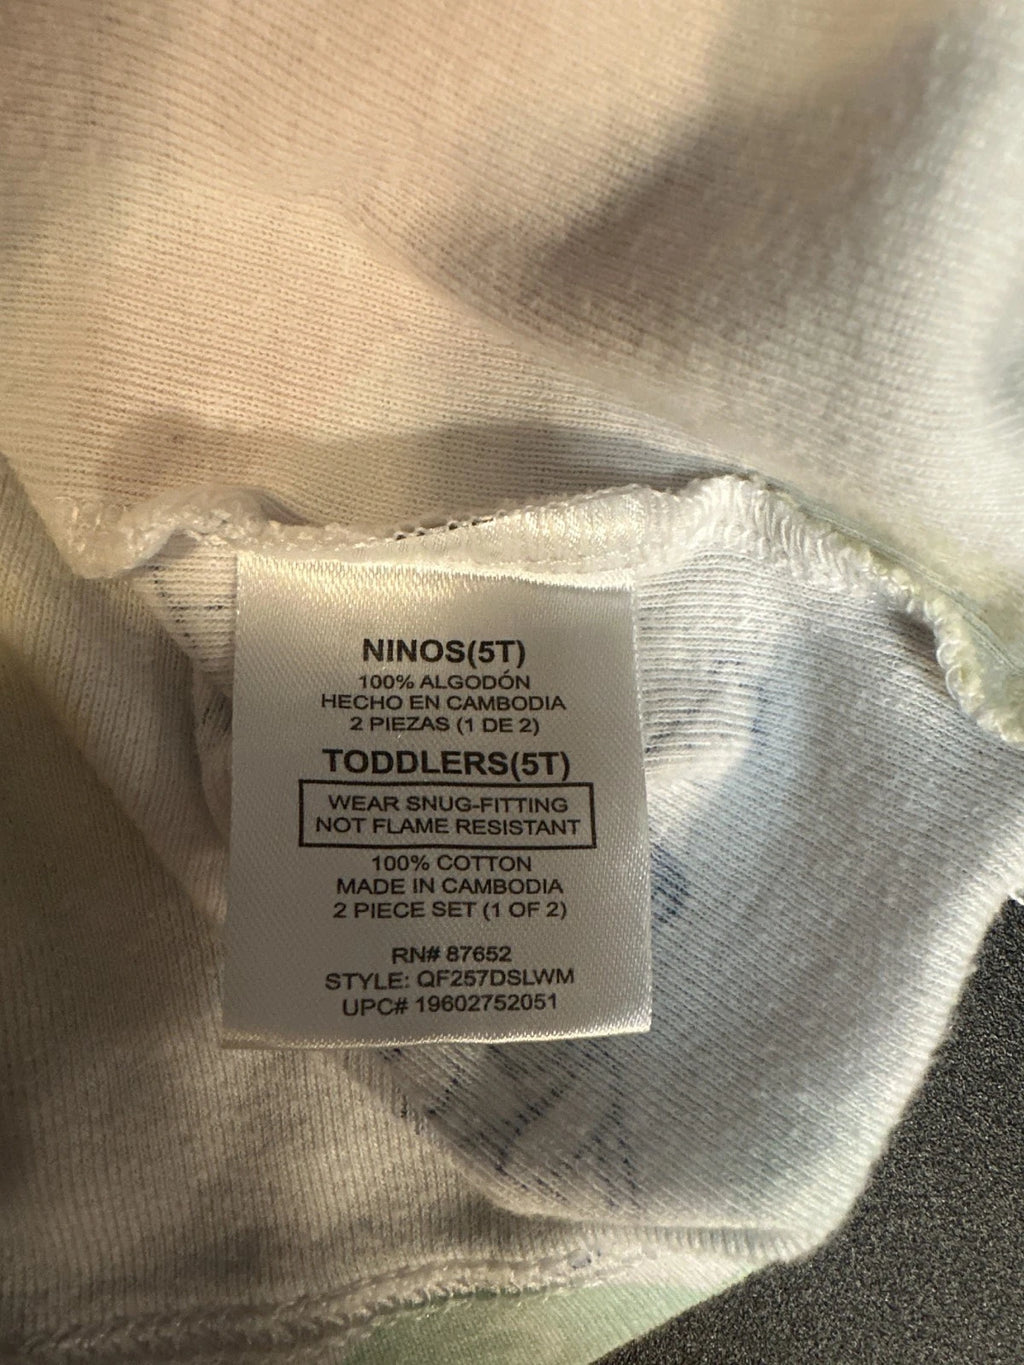 NINOS(5T)
100% ALGODÓN
HECHO EN CAMBODIA
2 PIEZAS (1 DE 2)
TODDLERS(5T)
WEAR SNUG-FITTING
NOT FLAME RESISTANT
100% COTTON
MADE IN CAMBODIA
2 PIECE SET (1 OF 2)
RN# 87652
STYLE: QF257DSLWM
UPC# 19602752051